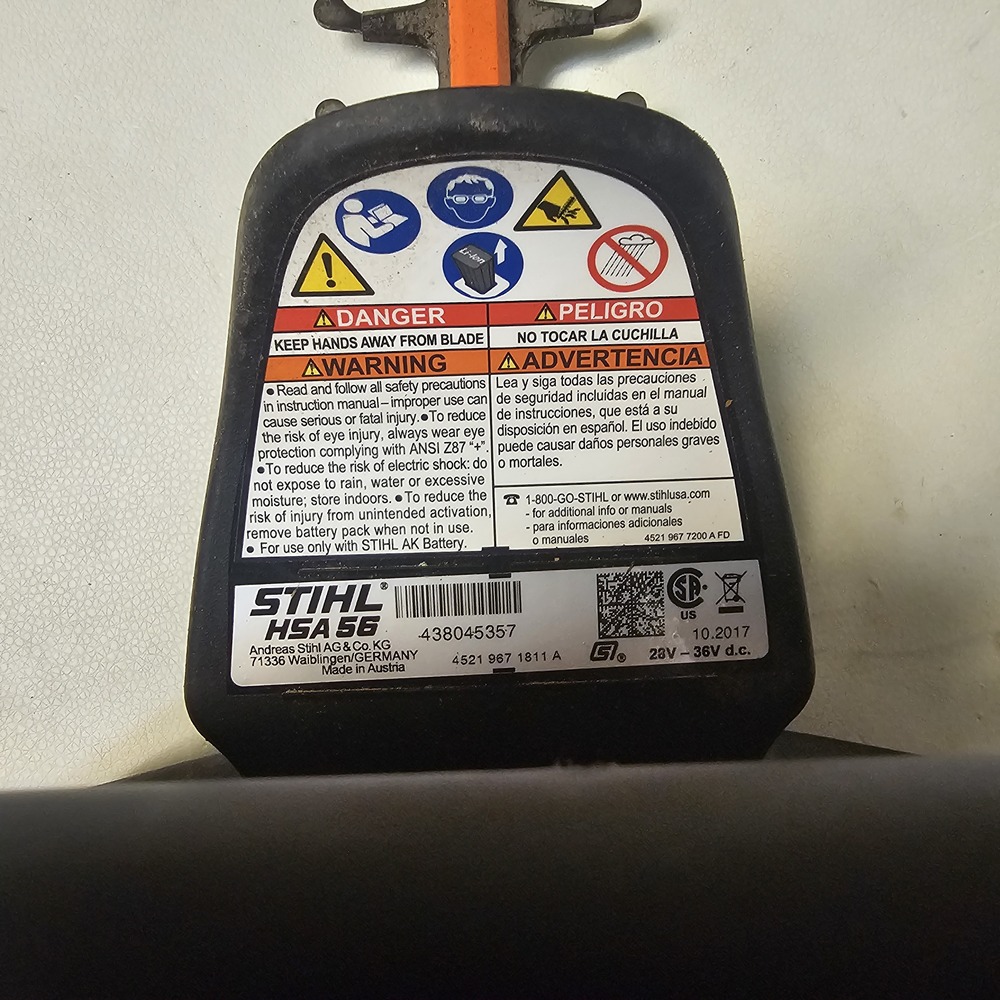 Li-Ion
DANGER
KEEP HANDS AWAY FROM BLADE
WARNING
● Read and follow all safety precautions
in instruction manual–improper use can
cause serious or fatal injury.●To reduce
the risk of eye injury, always wear eye
protection complying with ANSI Z87 “+”.
●To reduce the risk of electric shock: do
not expose to rain, water or excessive
moisture; store indoors. ●To reduce the
risk of injury from unintended activation,
remove battery pack when not in use.
● For use only with STIHL AK Battery.
PELIGRO
NO TOCAR LA CUCHILLA
ADVERTENCIA
Lea y siga todas las precauciones
de seguridad incluidas en el manual
de instrucciones, que está a su
disposición en español. El uso indebido
puede causar daños personales graves
o mortales.
1-800-GO-STIHL or www.stihlusa.com
- for additional info or manuals
- para informaciones adicionales
o manuales
4521 967 7200 A FD
STIHL®
HSA 56
Andreas Stihl AG & Co. KG
71336 Waiblingen/GERMANY
Made in Austria
438045357
4521 967 1811 A
SA
US
10.2017
®
28V – 36V d.c.